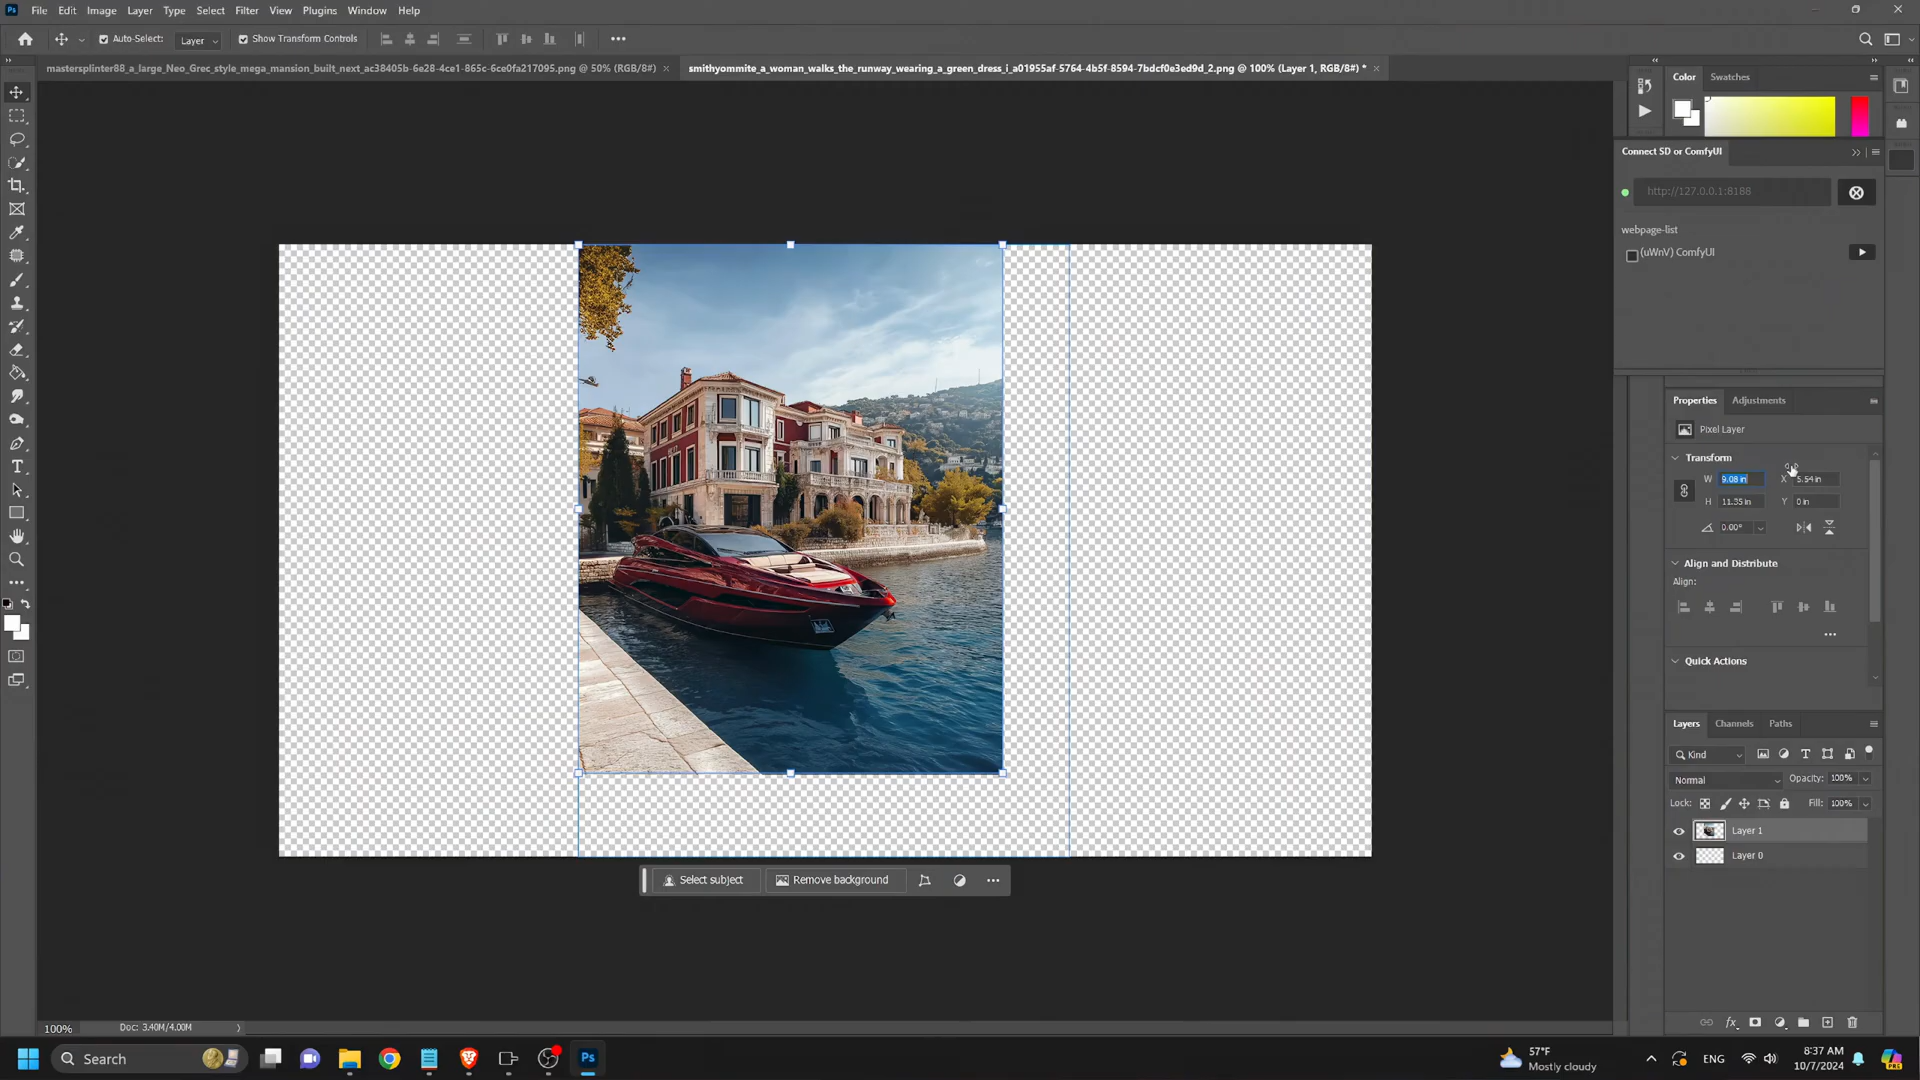 Ps File Edit Image Layer Type Select Filter View Plugins Window Help
Auto-Select: Layer Show Transform Controls
mastersplinter88_a_large_Neo_Grec_style_mega_mansion_built_next_ac38405b-6e28-4ce1-865c-6ce0fa217095.png @ 50% (RGB/8#) × smithyommite_a_woman_walks_the_runway_wearing_a_green_dress_i_a01955af-5764-4b5f-8594-7bdcf0e3ed9d_2.png @ 100% (Layer 1, RGB/8#) * ×
Color Swatches
Connect SD or ComfyUI
http://127.0.0.1:8188
webpage-list
(uWnV) ComfyUI
Properties Adjustments
Pixel Layer
Transform
W 9.08 in X 5.54 in
H 11.35 in Y 0 in
0.00°
Align and Distribute
Align:
Quick Actions
Layers Channels Paths
Kind
Normal Opacity: 100%
Lock: Fill: 100%
Layer 1
Layer 0
Select subject Remove background
100% Doc: 3.40M/4.00M
Search
Ps
57°F
Mostly cloudy
ENG
8:37 AM
10/7/2024
PRE